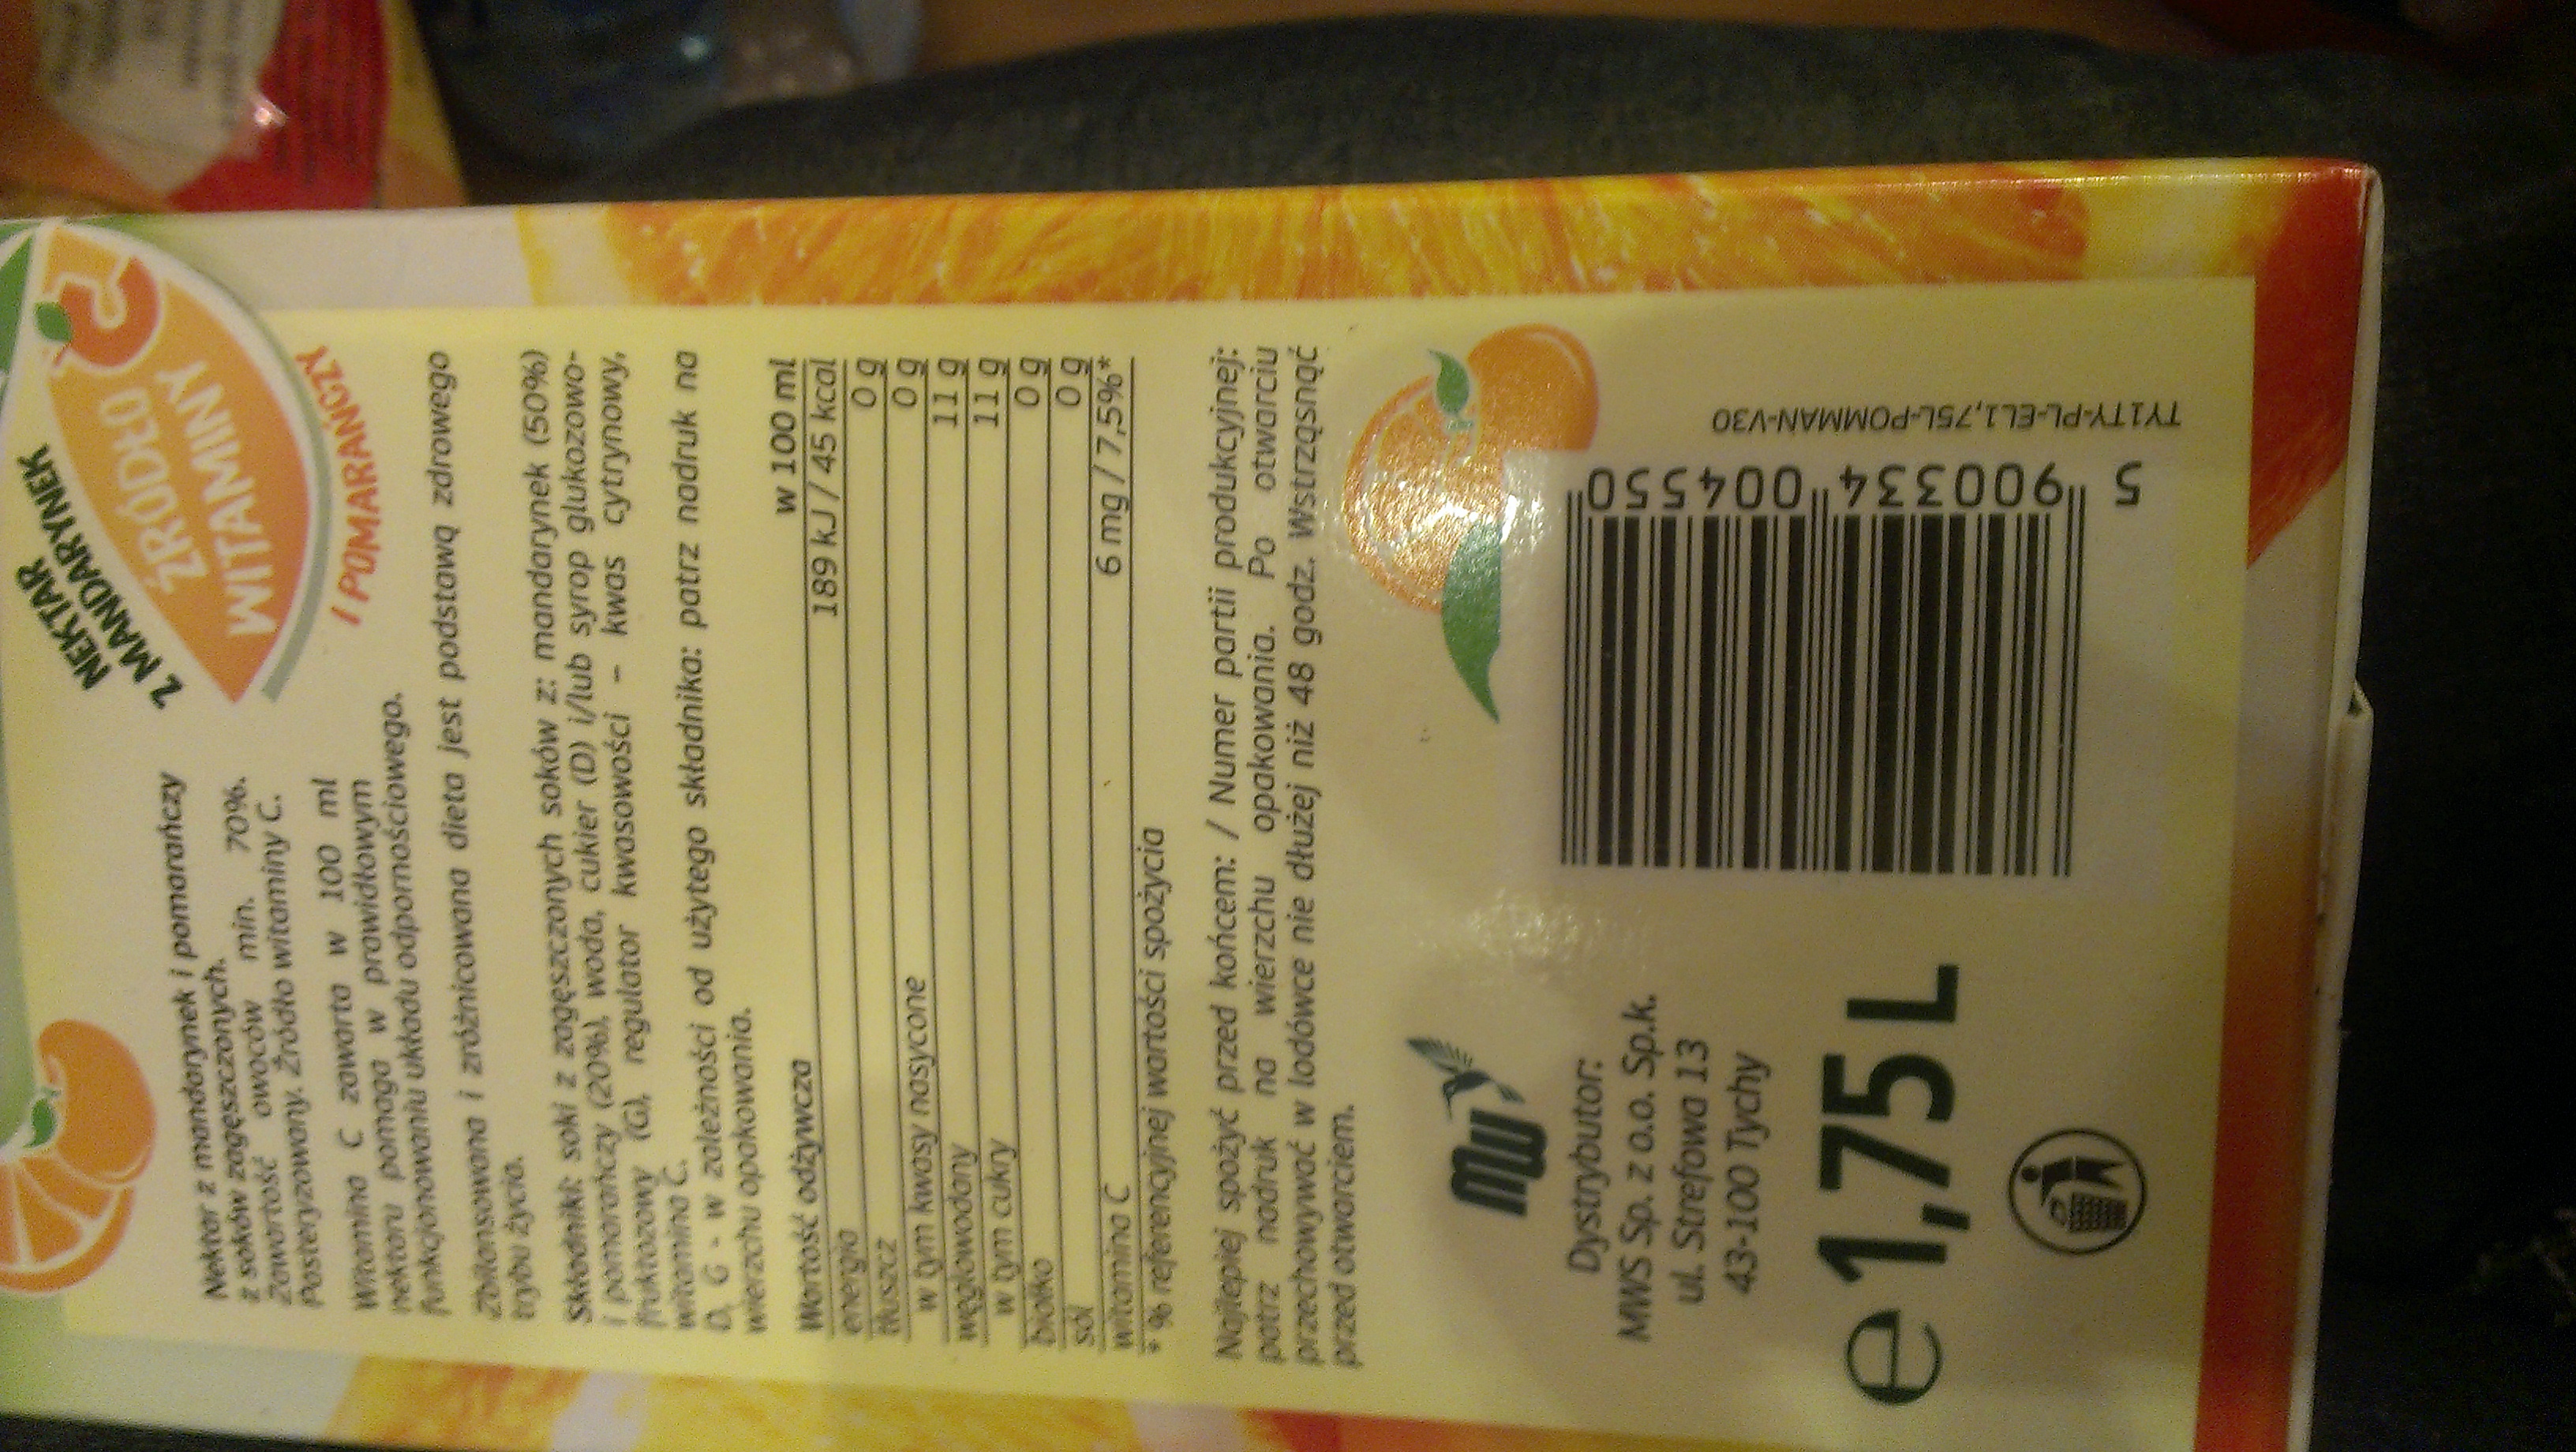 NEKTAR
Z MANDARYNEK
ŹRÓDŁO
WITAMINY C
I POMARAŃCZY
Nektar z mandarynek i pomarańczy
z soków zagęszczonych.
Zawartość owoców min. 70%.
Pasteryzowany. Źródło witaminy C.
Witamina C zawarta w 100 ml
nektaru pomaga w prawidłowym
funkcjonowaniu układu odpornościowego.
Zbilansowana i zróżnicowana dieta jest podstawą zdrowego
trybu życia.
Składniki: soki z zagęszczonych soków z: mandarynek (50%)
i pomarańczy (20%), woda, cukier (D) i/lub syrop glukozowo-
fruktozowy (G), regulator kwasowości – kwas cytrynowy,
witamina C.
D, G - w zależności od użytego składnika: patrz nadruk na
wierzchu opakowania.
Wartość odżywcza w 100 ml
energia 189 kJ / 45 kcal
tłuszcz 0 g
w tym kwasy nasycone 0 g
węglowodany 11 g
w tym cukry 11 g
białko 0 g
sól 0 g
witamina C 6 mg / 7,5%*
* % referencyjnej wartości spożycia
Najlepiej spożyć przed końcem: / Numer partii produkcyjnej:
patrz nadruk na wierzchu opakowania. Po otwarciu
przechowywać w lodówce nie dłużej niż 48 godz. Wstrząsnąć
przed otwarciem.
MW
Dystrybutor:
MWS Sp. z o.o. Sp.k.
ul. Strefowa 13
43-100 Tychy
e 1,75 L
5 900334 004550
TY1TY-PL-EL1,75L-POMMAN-V30